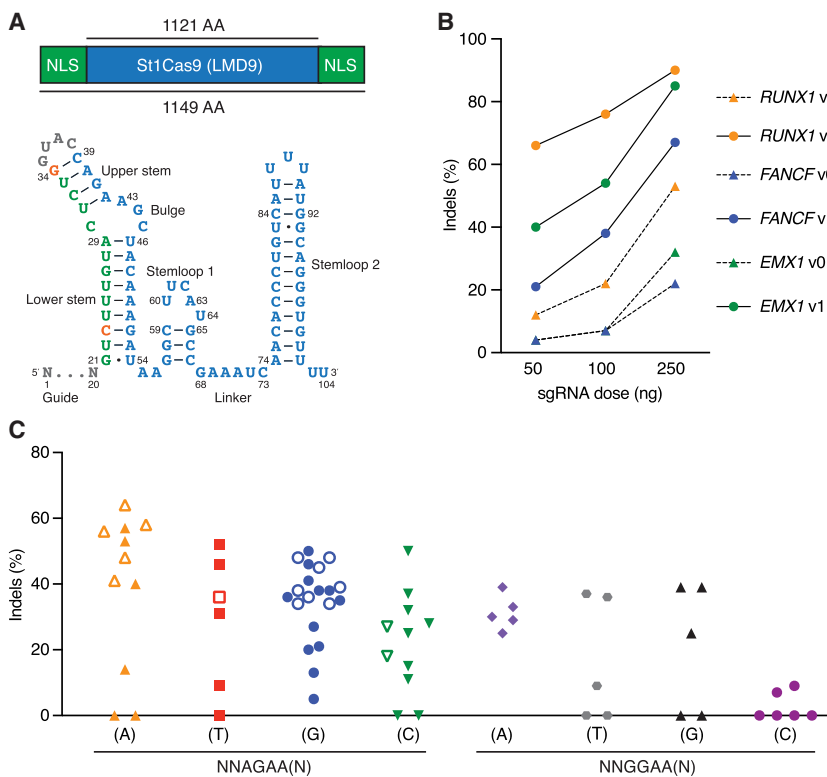 A
1121 AA
NLS
St1Cas9 (LMD9)
NLS
1149 AA
U A C C
G 39
34 G C A Upper stem
U G
C A A 43
U G Bulge
C C
29 A U 46
U A
G C
U A
U A Stemloop 1
U A
Lower stem U A
C G
U A
21 G U 54
5' N . . . N A A
1 20
Guide
U C
60 U A 63
U 64
59 C G 65
G C
G C
68
G A A A U C
Linker
73
U
U U
U A
A U
84 C G 92
U G
C
G A
U G
C G
C G
A U
C G
C U Stemloop 2
A U
74 A U
U U 3'
104
B
Indels (%)
100
80
60
40
20
0
50 100 250
sgRNA dose (ng)
RUNX1 v
RUNX1 v
FANCF v
FANCF v
EMX1 v0
EMX1 v1
C
Indels (%)
80
60
40
20
0
(A) (T) (G) (C) (A) (T) (G) (C)
NNAGAA(N) NNGGAA(N)